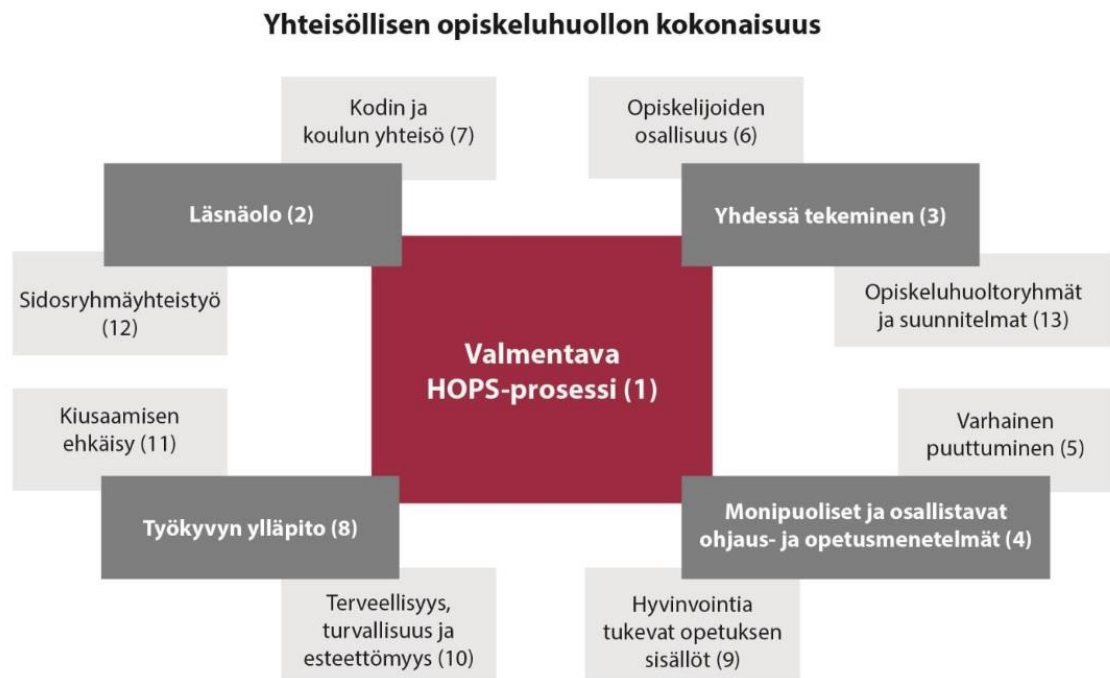 Yhteisöllisen opiskeluhuollon kokonaisuus
Kodin ja
koulun yhteisö (7)
Opiskelijoiden
osallisuus (6)
Läsnäolo (2)
Yhdessä tekeminen (3)
Sidosryhmäyhteistyö
(12)
Opiskeluhuoltoryhmät
ja suunnitelmat (13)
Valmentava
HOPS-prosessi (1)
Kiusaamisen
ehkäisy (11)
Varhainen
puuttuminen (5)
Työkyvyn ylläpito (8)
Monipuoliset ja osallistavat
ohjaus- ja opetusmenetelmät (4)
Terveellisyys,
turvallisuus ja
esteettömyys (10)
Hyvinvointia
tukevat opetuksen
sisällöt (9)